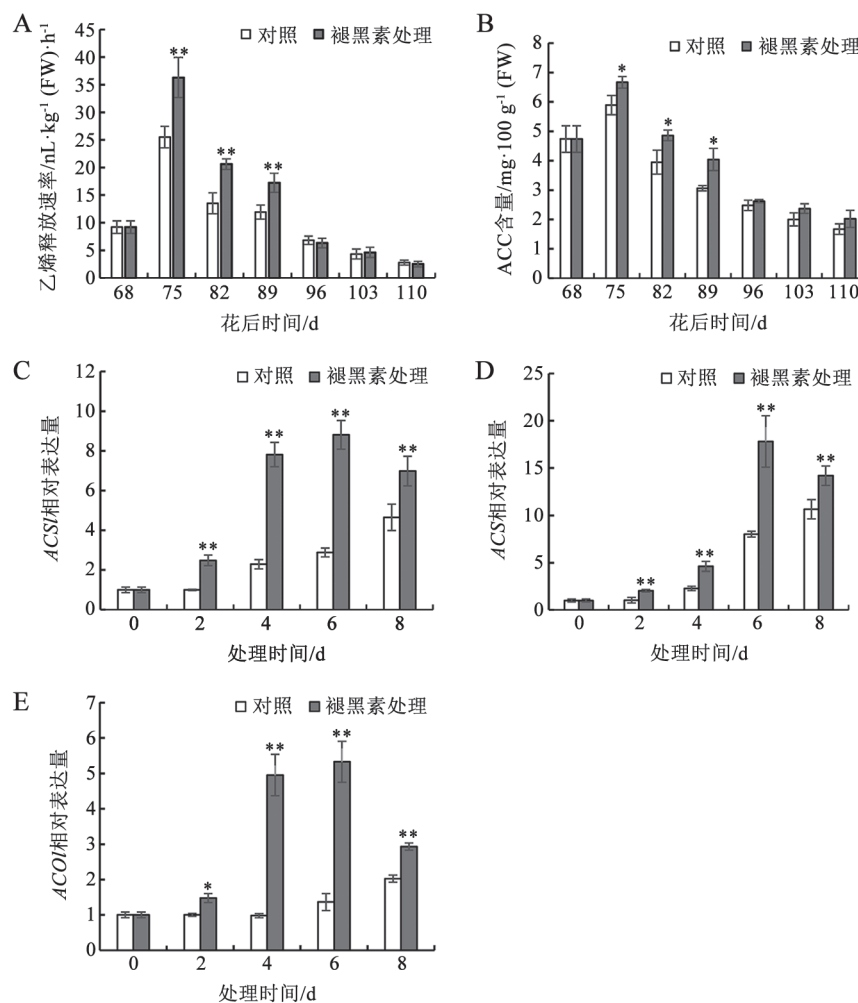 A
对照 褪黑素处理
乙烯释放速率/nL·kg⁻¹ (FW)·h⁻¹
45
40
35
30
25
20
15
10
5
0
** ** **
68 75 82 89 96 103 110
花后时间/d
B
对照 褪黑素处理
ACC含量/mg·100 g⁻¹ (FW)
8
7
6
5
4
3
2
1
0
* * *
68 75 82 89 96 103 110
花后时间/d
C
对照 褪黑素处理
ACSl相对表达量
12
10
8
6
4
2
0
** ** ** **
0 2 4 6 8
处理时间/d
D
对照 褪黑素处理
ACS相对表达量
25
20
15
10
5
0
** ** ** **
0 2 4 6 8
处理时间/d
E
对照 褪黑素处理
ACOl相对表达量
7
6
5
4
3
2
1
0
* ** ** **
0 2 4 6 8
处理时间/d